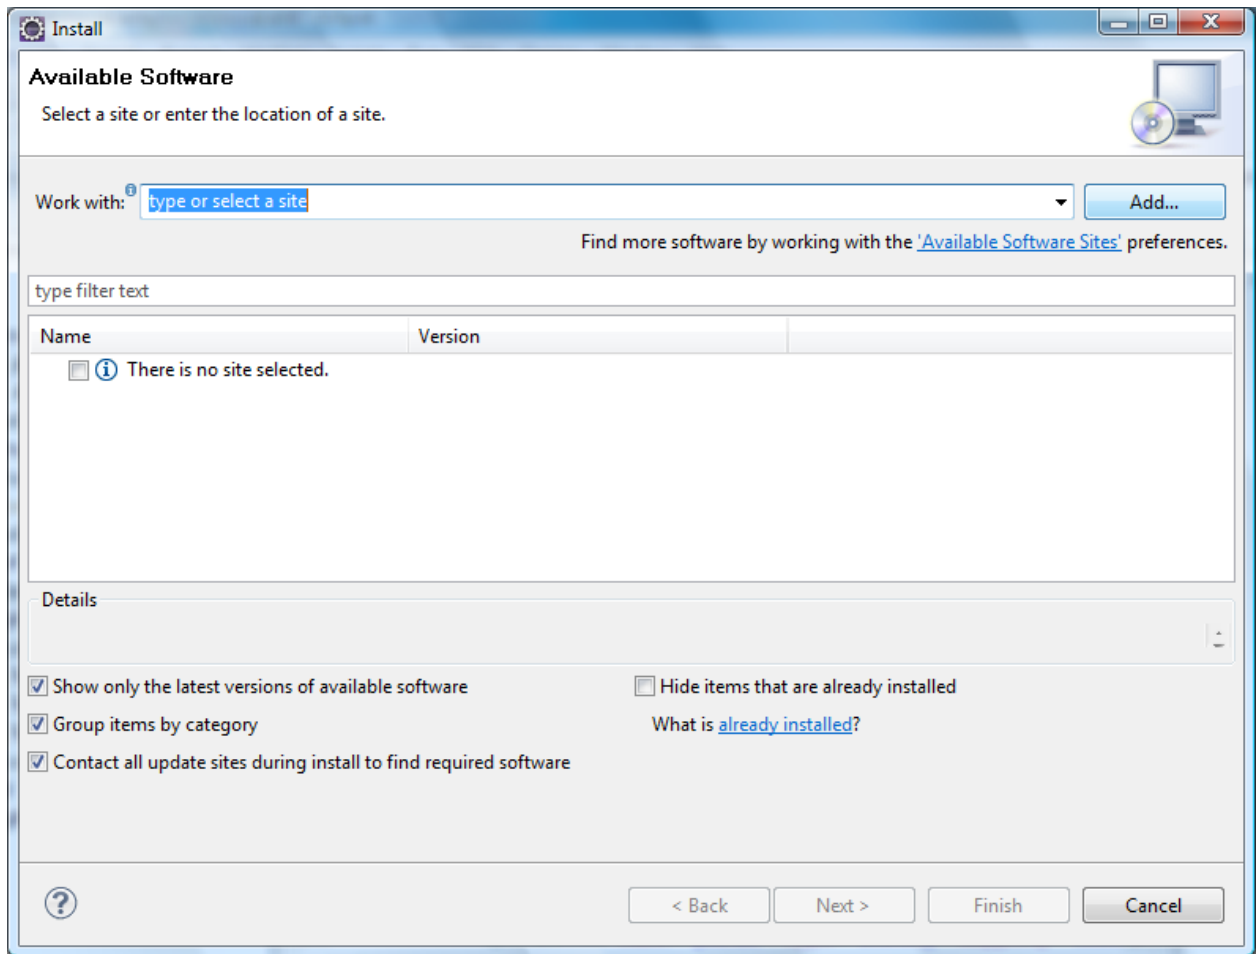 Install
Available Software
Select a site or enter the location of a site.
Work with: type or select a site Add...
Find more software by working with the 'Available Software Sites' preferences.
type filter text
Name Version
There is no site selected.
Details
Show only the latest versions of available software Hide items that are already installed
Group items by category What is already installed?
Contact all update sites during install to find required software
< Back Next > Finish Cancel